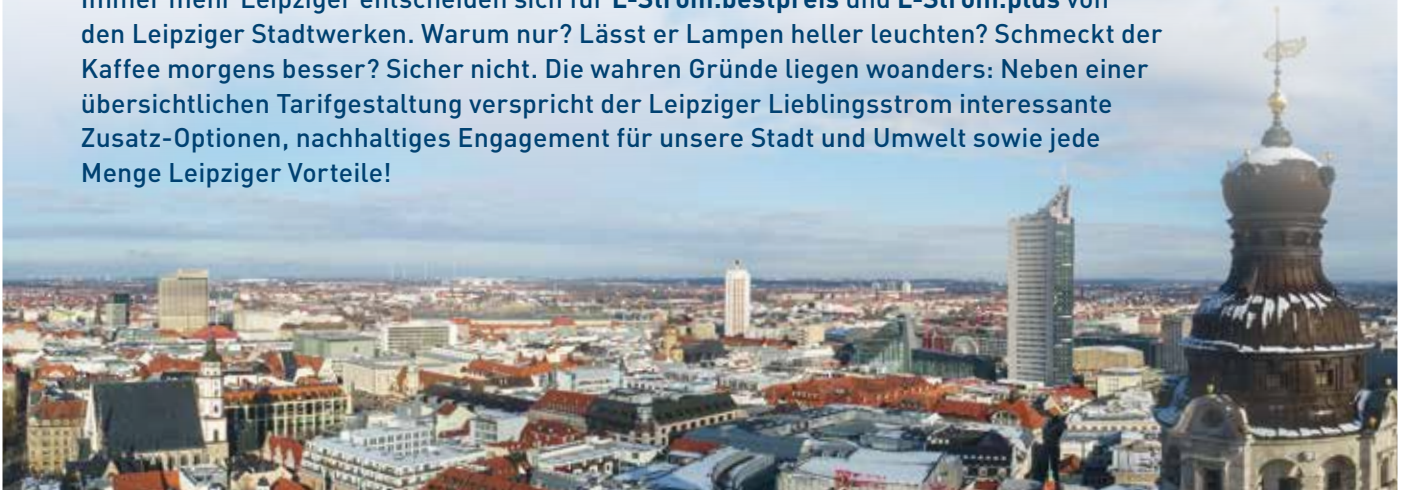 Immer mehr Leipziger entscheiden sich für L-Strom.bestpreis und L-Strom.plus von
den Leipziger Stadtwerken. Warum nur? Lässt er Lampen heller leuchten? Schmeckt der
Kaffee morgens besser? Sicher nicht. Die wahren Gründe liegen woanders: Neben einer
übersichtlichen Tarifgestaltung verspricht der Leipziger Lieblingsstrom interessante
Zusatz-Optionen, nachhaltiges Engagement für unsere Stadt und Umwelt sowie jede
Menge Leipziger Vorteile!